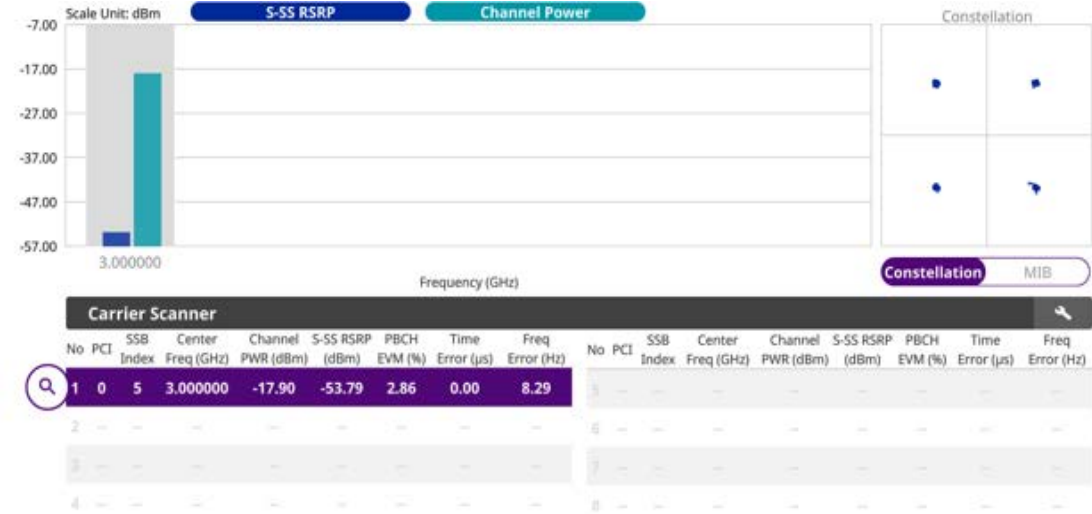 Scale Unit: dBm
S-SS RSRP
Channel Power
-7.00
-17.00
-27.00
-37.00
-47.00
-57.00
3.000000
Frequency (GHz)
Constellation
Constellation
MIB
Carrier Scanner
No PCI SSB Index Center Freq (GHz) Channel PWR (dBm) S-SS RSRP (dBm) PBCH EVM (%) Time Error (µs) Freq Error (Hz)
No PCI SSB Index Center Freq (GHz) Channel PWR (dBm) S-SS RSRP (dBm) PBCH EVM (%) Time Error (µs) Freq Error (Hz)
1 0 5 3.000000 -17.90 -53.79 2.86 0.00 8.29
5 -- -- -- -- -- -- -- --
2 -- -- -- -- -- -- -- --
6 -- -- -- -- -- -- -- --
3 -- -- -- -- -- -- -- --
7 -- -- -- -- -- -- -- --
4 -- -- -- -- -- -- -- --
8 -- -- -- -- -- -- -- --